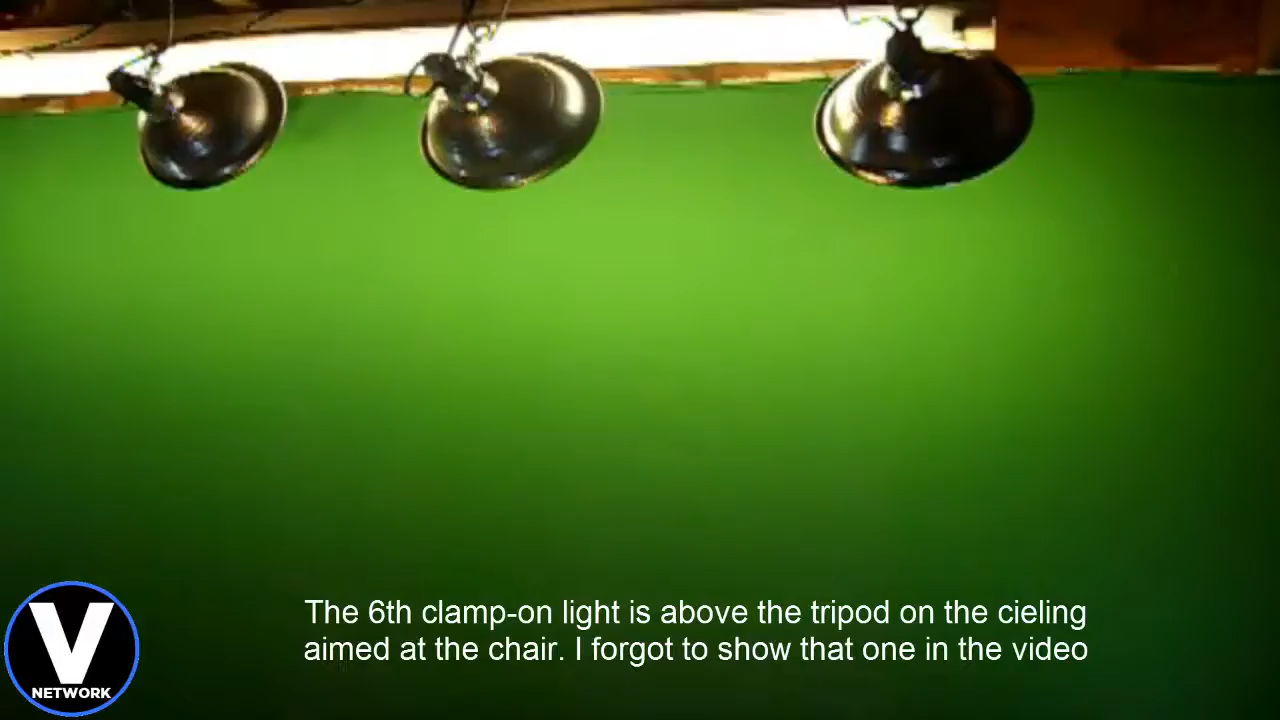 The 6th clamp-on light is above the tripod on the cieling
aimed at the chair. I forgot to show that one in the video
V
NETWORK